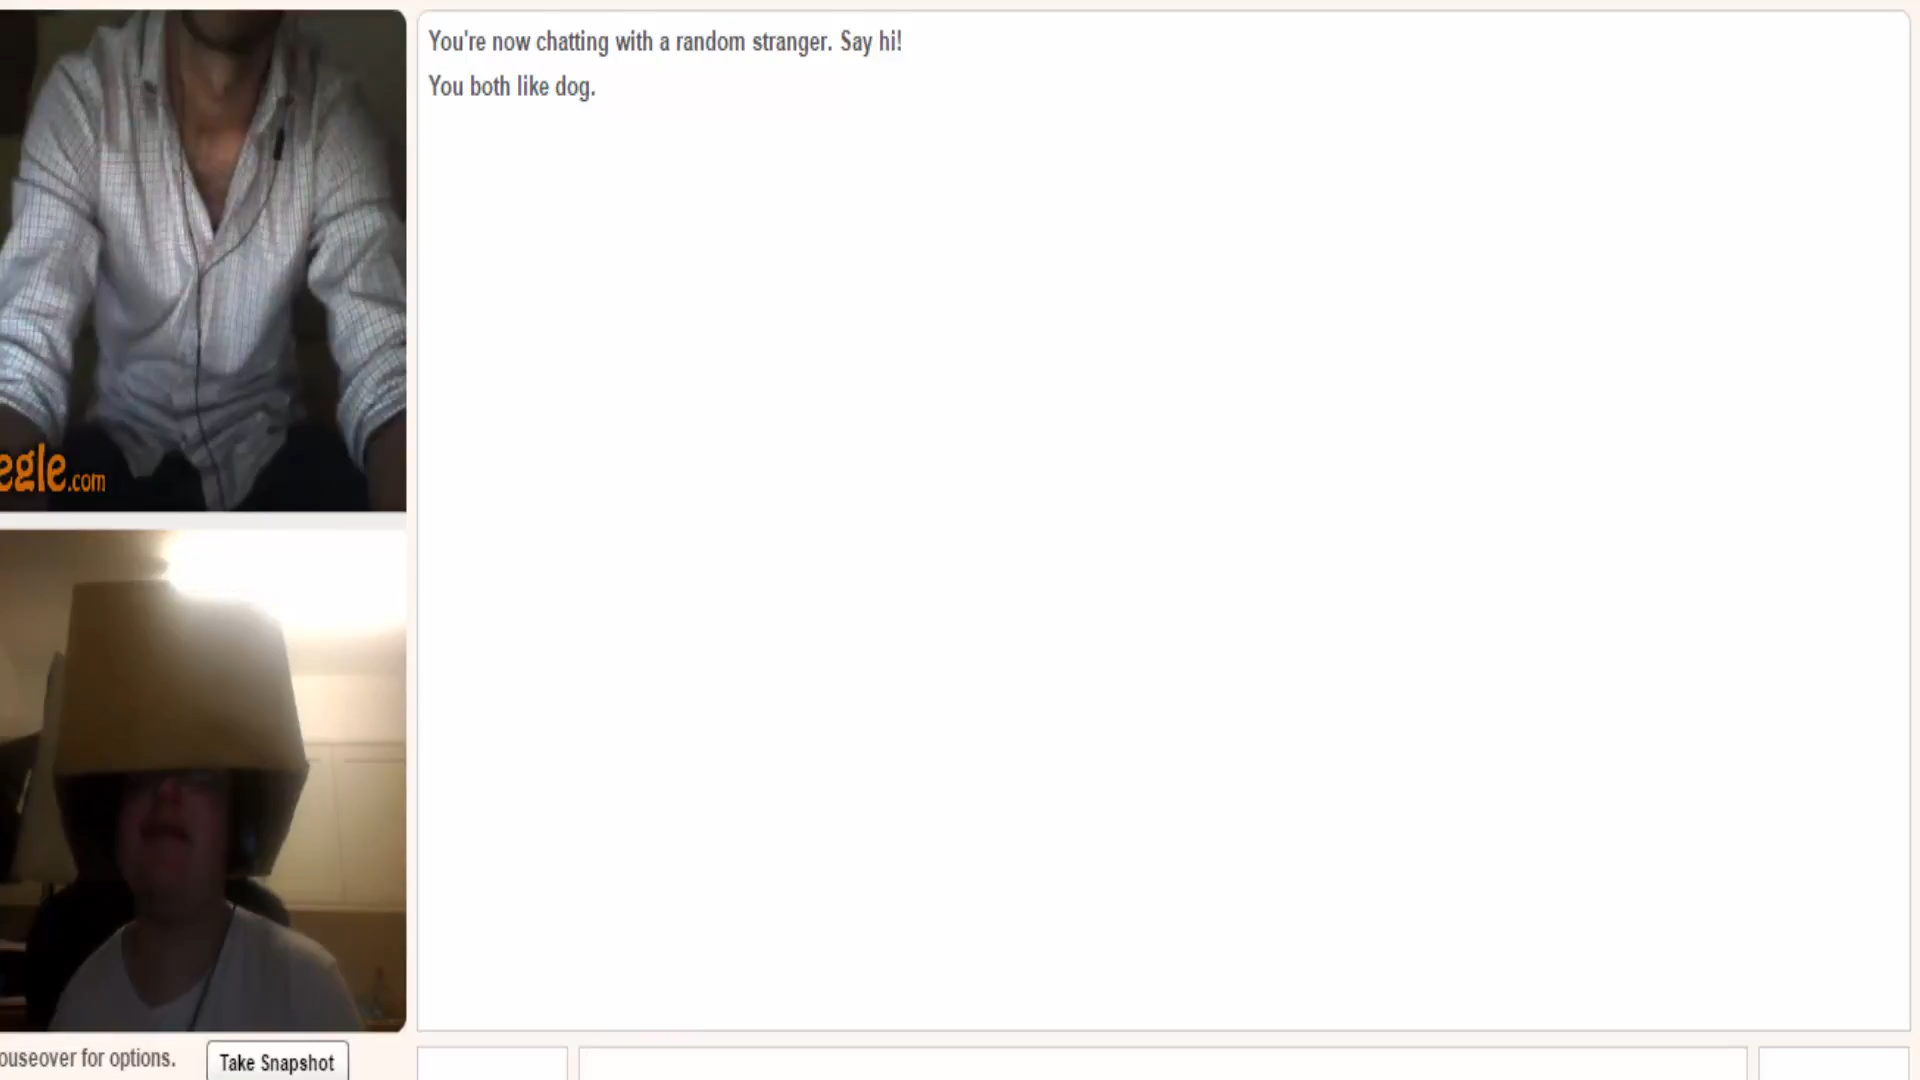 You're now chatting with a random stranger. Say hi!
You both like dog.
egle.com
ouseover for options.
Take Snapshot